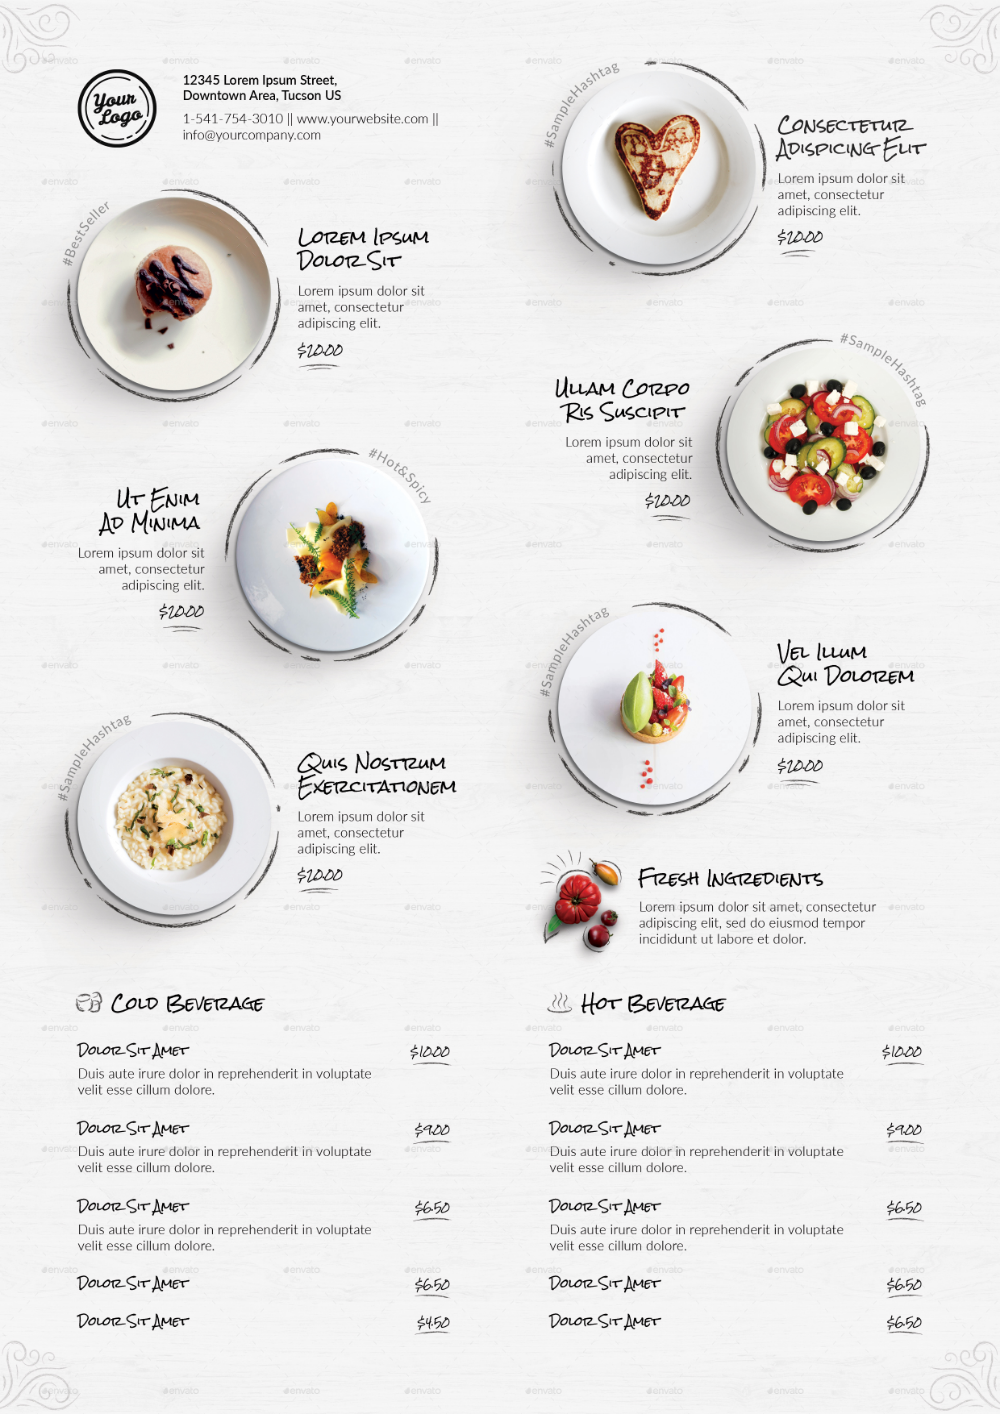 Your
Logo
12345 Lorem Ipsum Street,
Downtown Area, Tucson US
1-541-754-3010 || www.yourwebsite.com ||
info@yourcompany.com
#BestSeller
Lorem Ipsum
Dolor Sit
Lorem ipsum dolor sit
amet, consectetur
adipiscing elit.
$20.00
#Hot&Spicy
Ut Enim
Ad Minima
Lorem ipsum dolor sit
amet, consectetur
adipiscing elit.
$20.00
#SampleHashtag
Quis Nostrum
Exercitationem
Lorem ipsum dolor sit
amet, consectetur
adipiscing elit.
$20.00
#SampleHashtag
Consectetur
Adispicing Elit
Lorem ipsum dolor sit
amet, consectetur
adipiscing elit.
$20.00
#SampleHashtag
Ullam Corpo
Ris Suscipit
Lorem ipsum dolor sit
amet, consectetur
adipiscing elit.
$20.00
#SampleHashtag
Vel Illum
Qui Dolorem
Lorem ipsum dolor sit
amet, consectetur
adipiscing elit.
$20.00
Fresh Ingredients
Lorem ipsum dolor sit amet, consectetur
adipiscing elit, sed do eiusmod tempor
incididunt ut labore et dolor.
Cold Beverage
Dolor Sit Amet $10.00
Duis aute irure dolor in reprehenderit in voluptate
velit esse cillum dolore.
Dolor Sit Amet $9.00
Duis aute irure dolor in reprehenderit in voluptate
velit esse cillum dolore.
Dolor Sit Amet $6.50
Duis aute irure dolor in reprehenderit in voluptate
velit esse cillum dolore.
Dolor Sit Amet $6.50
Dolor Sit Amet $4.50
Hot Beverage
Dolor Sit Amet $10.00
Duis aute irure dolor in reprehenderit in voluptate
velit esse cillum dolore.
Dolor Sit Amet $9.00
Duis aute irure dolor in reprehenderit in voluptate
velit esse cillum dolore.
Dolor Sit Amet $6.50
Duis aute irure dolor in reprehenderit in voluptate
velit esse cillum dolore.
Dolor Sit Amet $6.50
Dolor Sit Amet $6.50
envato